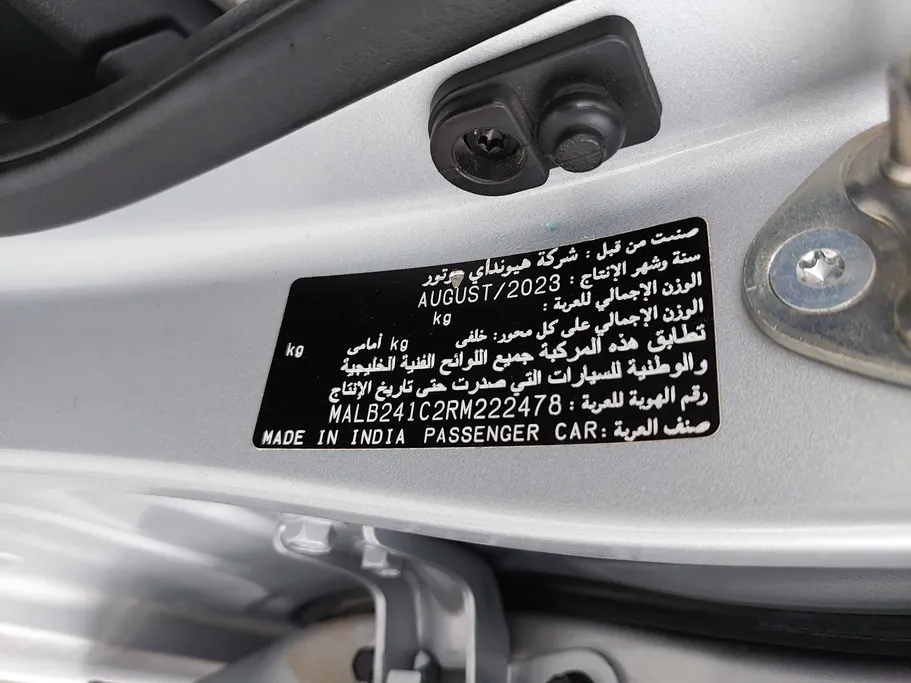 صنعت من قبل : شركة هيونداي موتور
سنة وشهر الإنتاج : AUGUST/2023
الوزن الإجمالي للعربة : kg
الوزن الإجمالي على كل محور: خلفى kg أمامى kg
تطابق هذه المركبة جميع اللوائح الفنية الخليجية
والوطنية للسيارات التي صدرت حتى تاريخ الإنتاج
رقم الهوية للعربة : MALB241C2RM222478
صنف العربة : MADE IN INDIA PASSENGER CAR